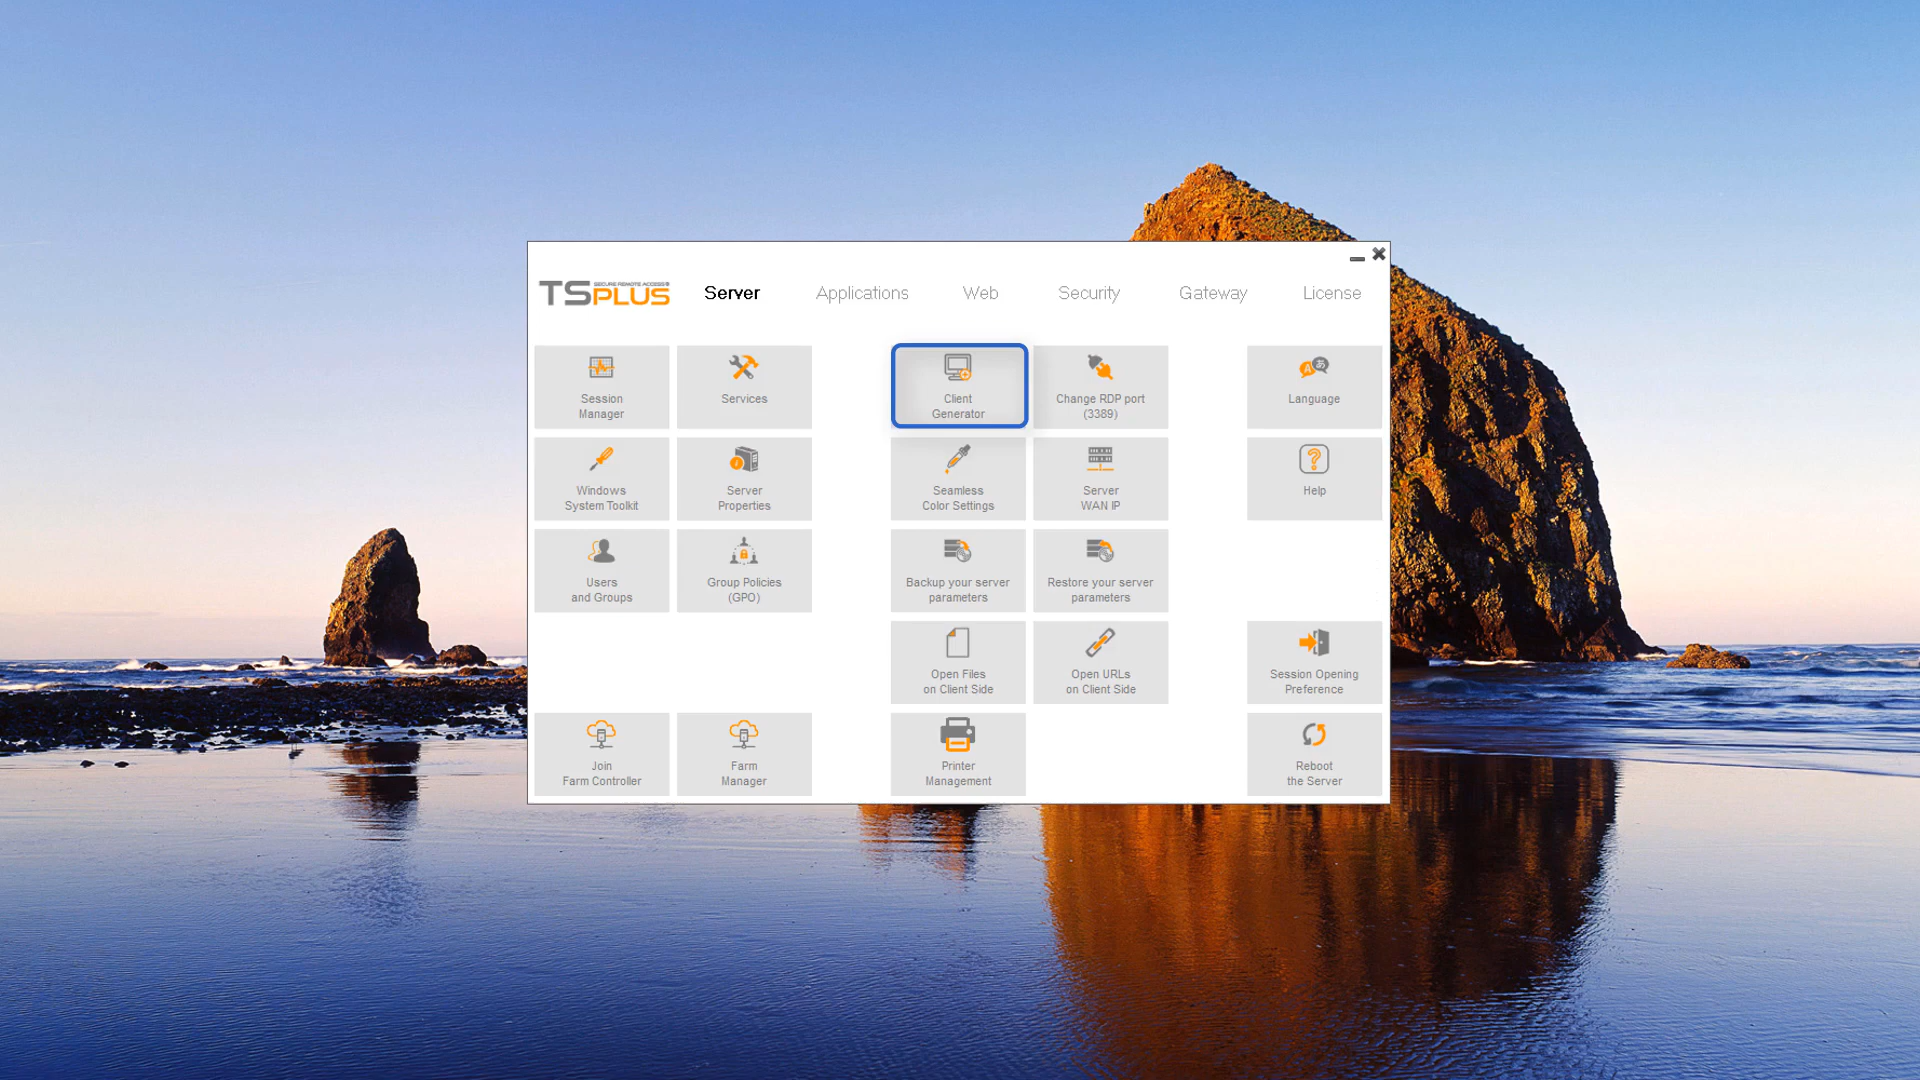 TSPLUS
SECURE REMOTE ACCESS®
Server
Applications
Web
Security
Gateway
License
Session
Manager
Services
Client
Generator
Change RDP port
(3389)
Language
Windows
System Toolkit
Server
Properties
Seamless
Color Settings
Server
WAN IP
Help
Users
and Groups
Group Policies
(GPO)
Backup your server
parameters
Restore your server
parameters
Open Files
on Client Side
Open URLs
on Client Side
Session Opening
Preference
Join
Farm Controller
Farm
Manager
Printer
Management
Reboot
the Server